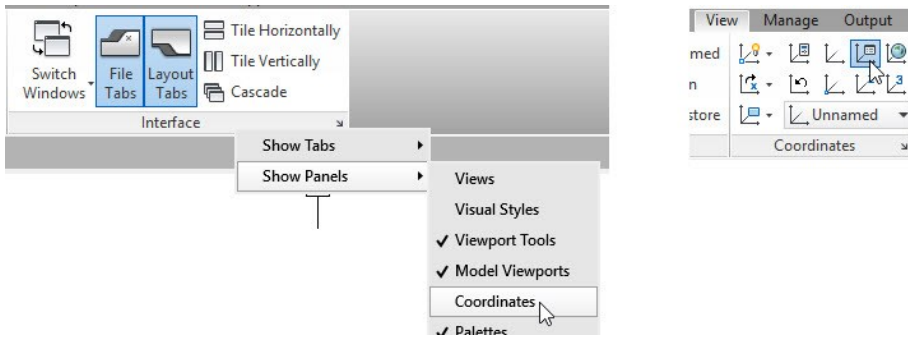 Switch
Windows
File
Tabs
Layout
Tabs
Tile Horizontally
Tile Vertically
Cascade
Interface
Show Tabs
Show Panels
Views
Visual Styles
Viewport Tools
Model Viewports
Coordinates
Palettes
View Manage Output
med
n
store
Unnamed
Coordinates